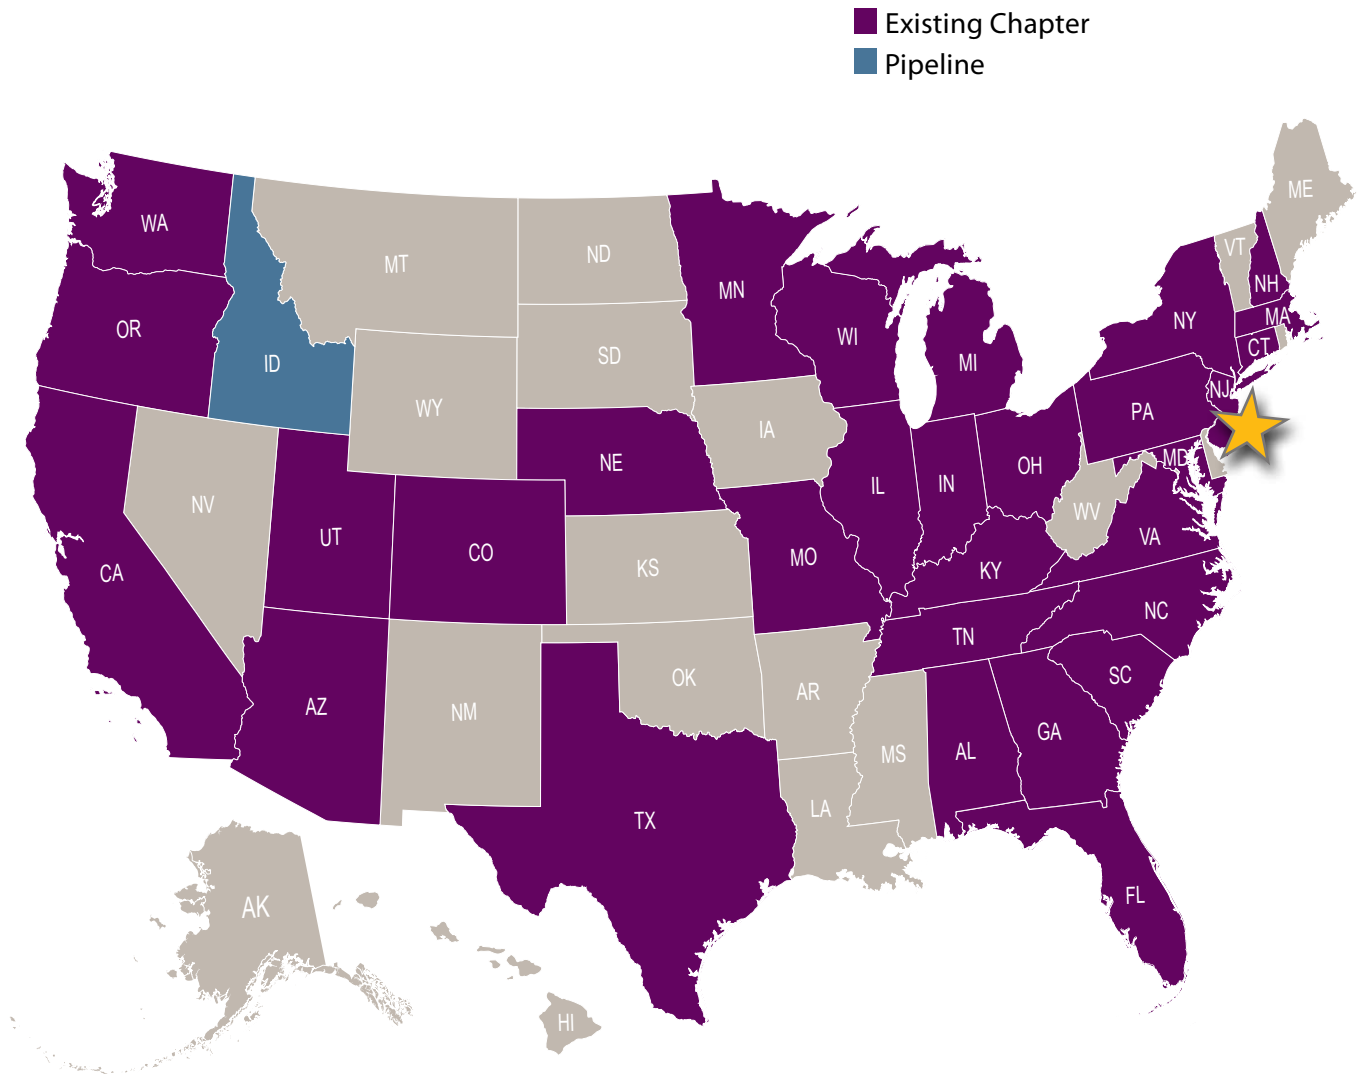 Existing Chapter
Pipeline
ME
WA
MT
ND
VT
MN
NH
OR
NY
MA
WI
CT
ID
SD
MI
NJ
WY
PA
IA
MD
NE
OH
IL
IN
NV
WV
UT
CO
VA
MO
CA
KS
KY
NC
TN
OK
SC
AR
AZ
NM
GA
MS
AL
LA
TX
FL
AK
HI